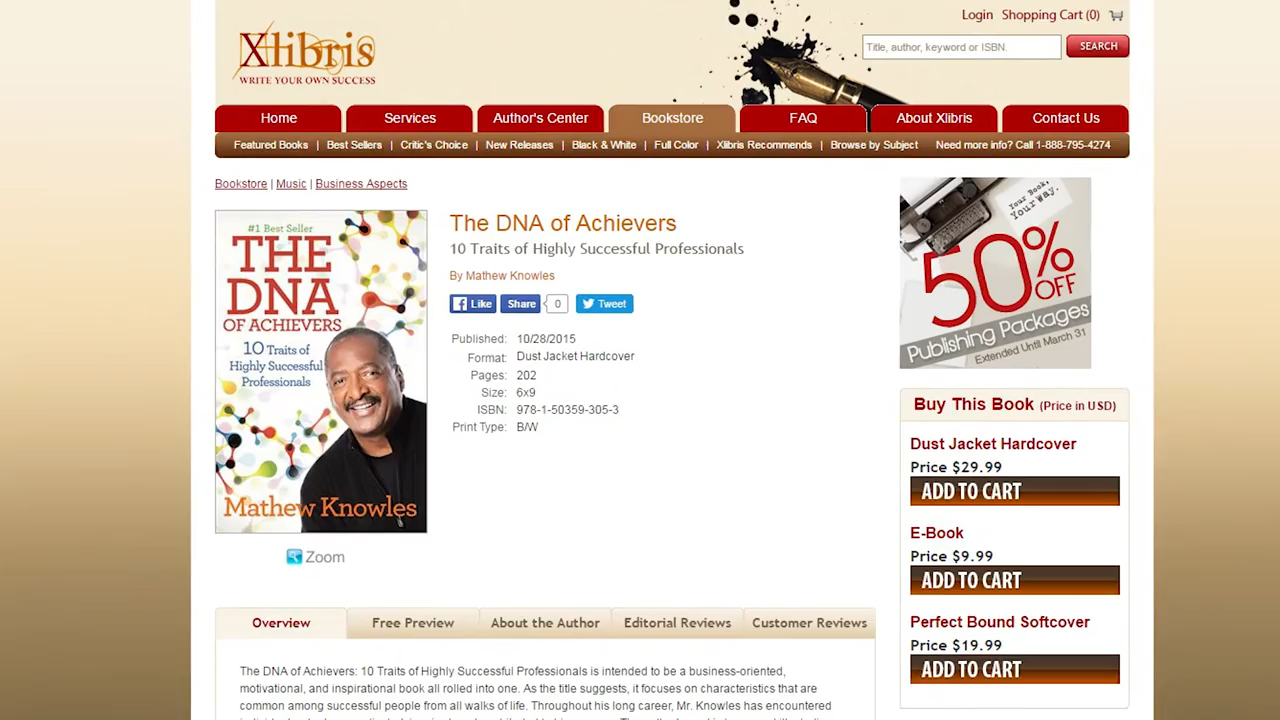 Login Shopping Cart (0)
Xlibris
WRITE YOUR OWN SUCCESS
Title, author, keyword or ISBN.
SEARCH
Home Services Author's Center Bookstore FAQ About Xlibris Contact Us
Featured Books | Best Sellers | Critic's Choice | New Releases | Black & White | Full Color | Xlibris Recommends | Browse by Subject Need more info? Call 1-888-795-4274
Bookstore | Music | Business Aspects
#1 Best Seller
THE
DNA
OF ACHIEVERS
10 Traits of
Highly Successful
Professionals
Mathew Knowles
Zoom
The DNA of Achievers
10 Traits of Highly Successful Professionals
By Mathew Knowles
Like Share 0 Tweet
Published: 10/28/2015
Format: Dust Jacket Hardcover
Pages: 202
Size: 6x9
ISBN: 978-1-50359-305-3
Print Type: B/W
Your Book,
Your way.
50%
OFF
Publishing Packages
Extended Until March 31
Buy This Book (Price in USD)
Dust Jacket Hardcover
Price $29.99
ADD TO CART
E-Book
Price $9.99
ADD TO CART
Perfect Bound Softcover
Price $19.99
ADD TO CART
Overview Free Preview About the Author Editorial Reviews Customer Reviews
The DNA of Achievers: 10 Traits of Highly Successful Professionals is intended to be a business-oriented,
motivational, and inspirational book all rolled into one. As the title suggests, it focuses on characteristics that are
common among successful people from all walks of life. Throughout his long career, Mr. Knowles has encountered